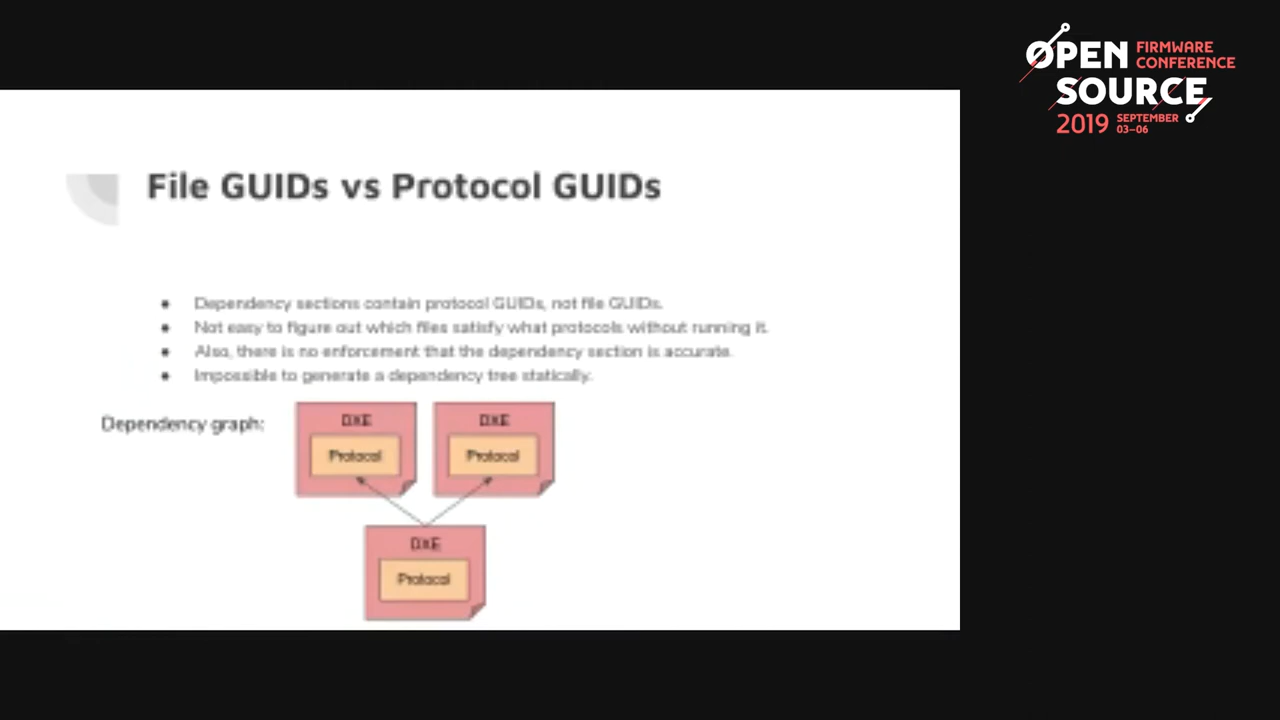 OPEN FIRMWARE
CONFERENCE
SOURCE
2019 SEPTEMBER
03–06
File GUIDs vs Protocol GUIDs
● Dependency sections contain protocol GUIDs, not file GUIDs.
● Not easy to figure out which files satisfy what protocols without running it.
● Also, there is no enforcement that the dependency section is accurate.
● Impossible to generate a dependency tree statically.
Dependency graph:
DXE
Protocol
DXE
Protocol
DXE
Protocol